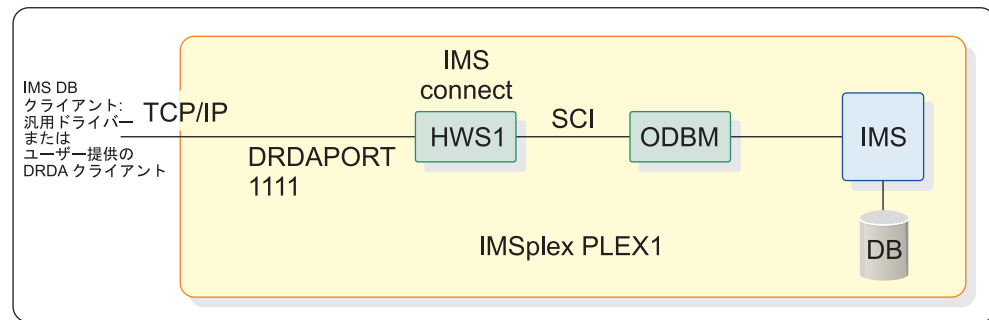 IMS DB
クライアント:
汎用ドライバー
または
ユーザー提供の
DRDA クライアント
TCP/IP
DRDAPORT
1111
IMS
connect
HWS1
SCI
ODBM
IMS
DB
IMSplex PLEX1